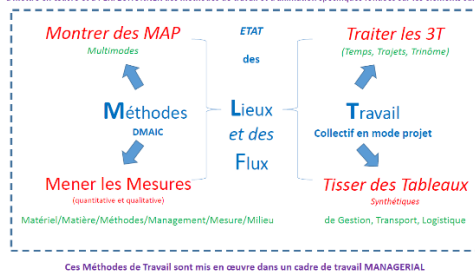 Montrer des MAP
Multimodes
ETAT
des
Traiter les 3T
(Temps, Trajets, Trinôme)
Méthodes
DMAIC
Lieux
et des
Flux
Travail
Collectif en mode projet
Mener les Mesures
(quantitative et qualitative)
Matériel/Matière/Méthodes/Management/Mesure/Milieu
Tisser des Tableaux
Synthétiques
de Gestion, Transport, Logistique
Ces Méthodes de Travail sont mis en œuvre dans un cadre de travail MANAGERIAL